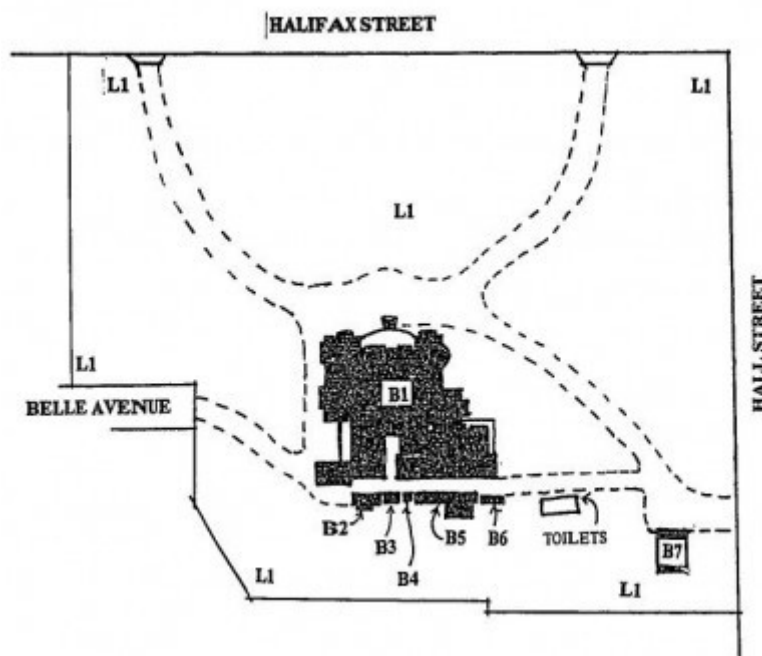 HALIFAX STREET
L1
L1
L1
HALL STREET
L1
BELLE AVENUE
B1
B2
B3
B4
B5
B6
TOILETS
B7
L1
L1